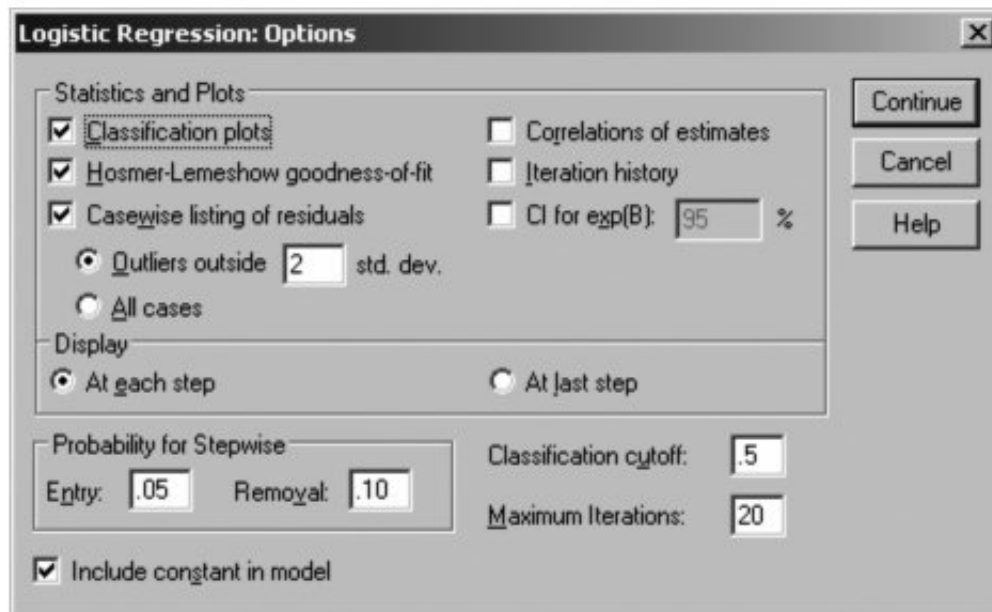 Logistic Regression: Options
Statistics and Plots
Classification plots
Correlations of estimates
Hosmer-Lemeshow goodness-of-fit
Iteration history
Casewise listing of residuals
CI for exp(B): 95 %
Outliers outside 2 std. dev.
All cases
Display
At each step
At last step
Probability for Stepwise
Entry: .05 Removal: .10
Classification cutoff: .5
Maximum Iterations: 20
Include constant in model
Continue
Cancel
Help